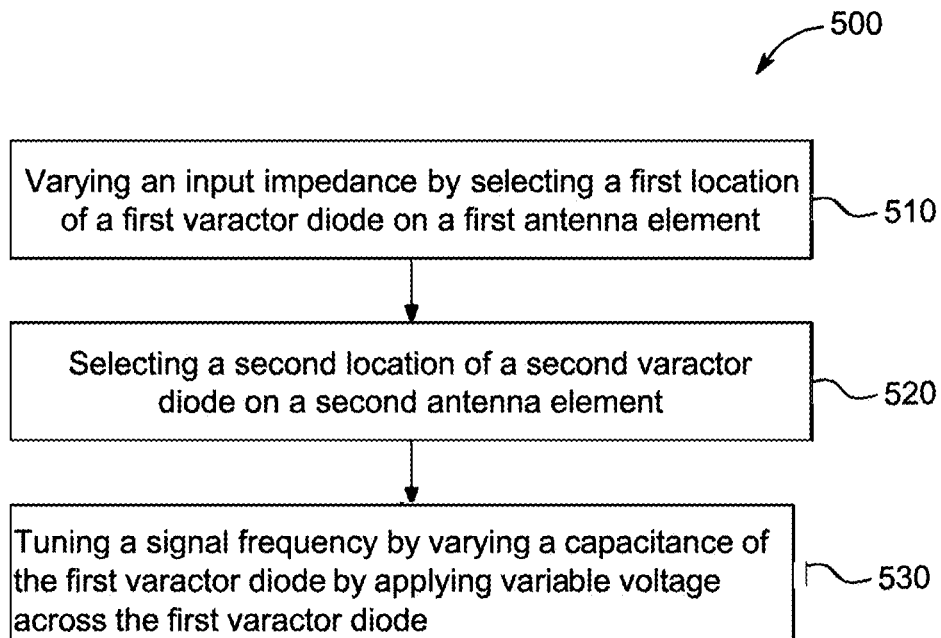 500
Varying an input impedance by selecting a first location
of a first varactor diode on a first antenna element
510
Selecting a second location of a second varactor
diode on a second antenna element
520
Tuning a signal frequency by varying a capacitance of
the first varactor diode by applying variable voltage
across the first varactor diode
530